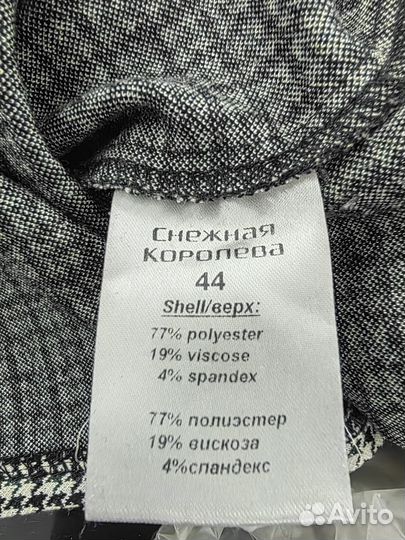 Снежная
Королева
44
Shell/верх:
77% polyester
19% viscose
4% spandex
77% полиэстер
19% вискоза
4%спандекс
Avito